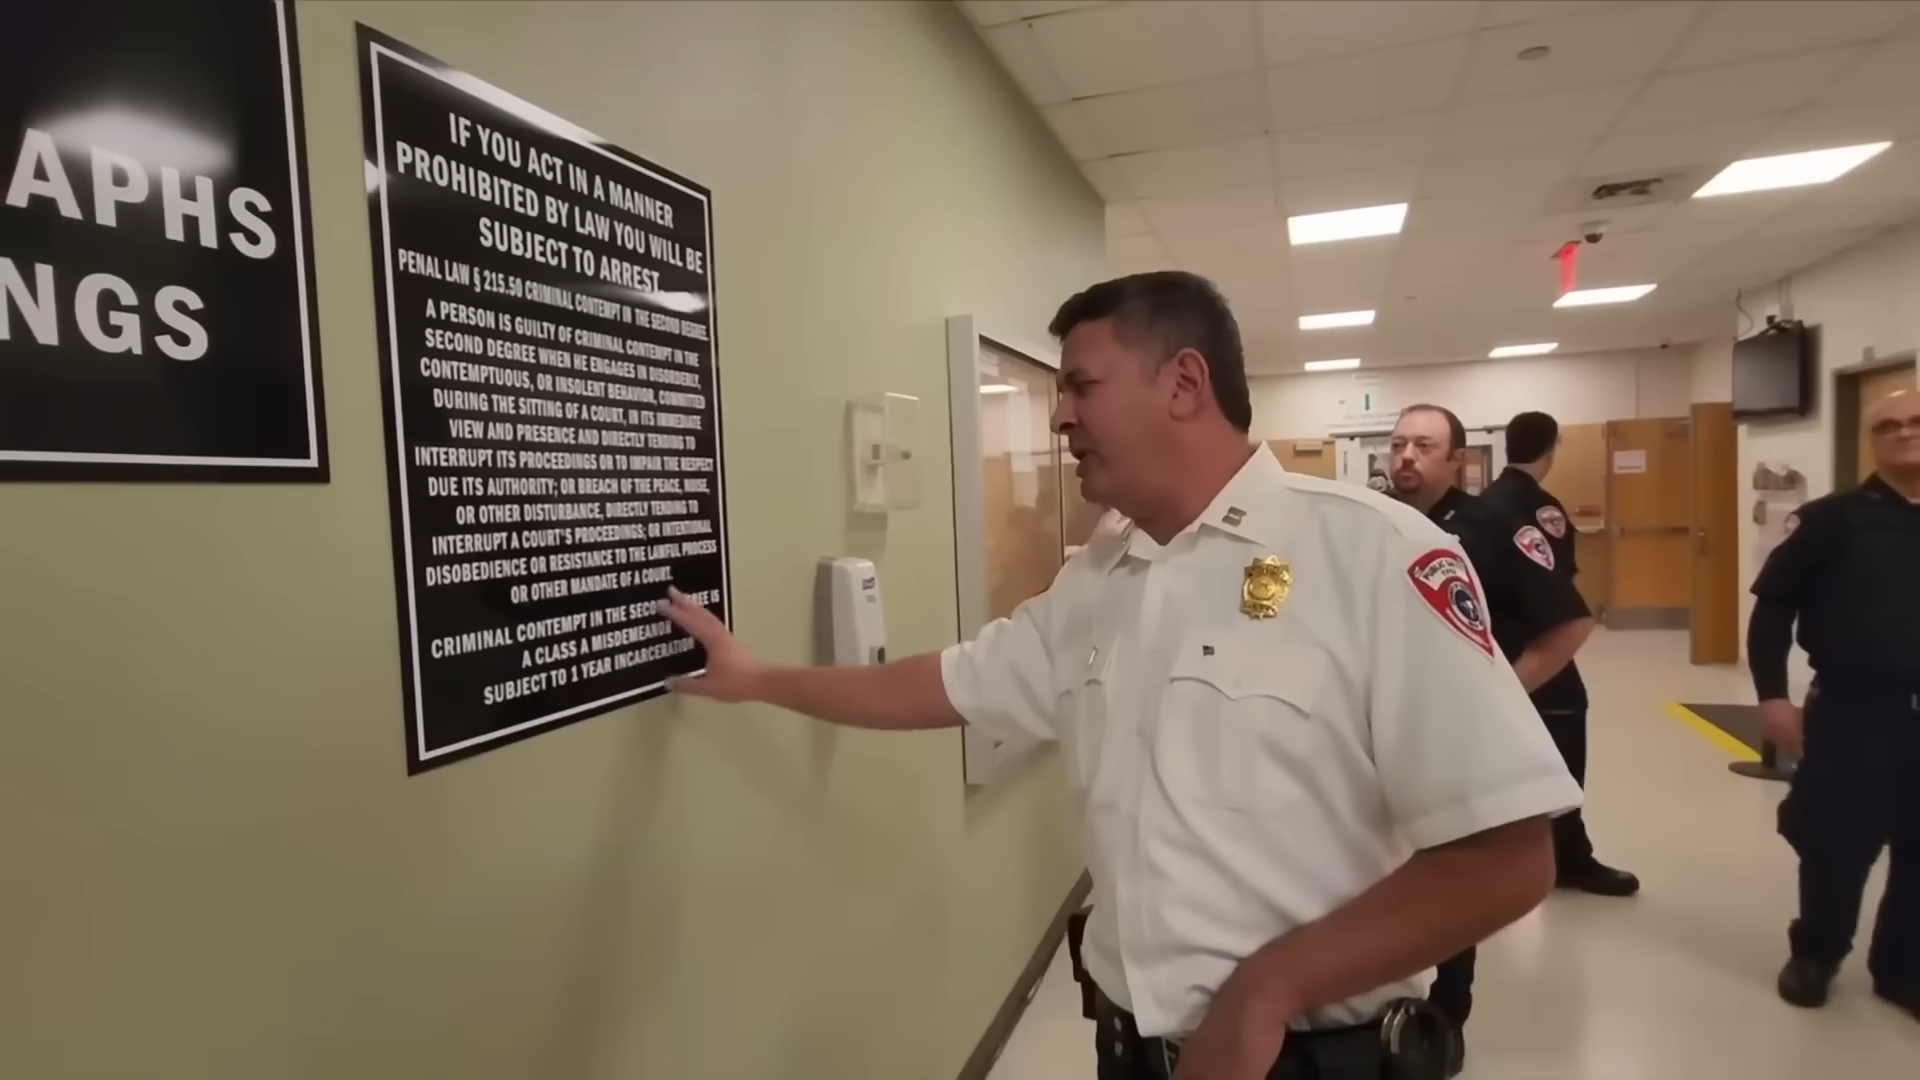 APHS
NGS
IF YOU ACT IN A MANNER
PROHIBITED BY LAW YOU WILL BE
SUBJECT TO ARREST.
PENAL LAW § 215.50 CRIMINAL CONTEMPT IN THE SECOND DEGREE.
A PERSON IS GUILTY OF CRIMINAL CONTEMPT IN THE
SECOND DEGREE WHEN HE ENGAGES IN DISORDERLY,
CONTEMPTUOUS, OR INSOLENT BEHAVIOR, COMMITTED
DURING THE SITTING OF A COURT, IN ITS IMMEDIATE
VIEW AND PRESENCE AND DIRECTLY TENDING TO
INTERRUPT ITS PROCEEDINGS OR TO IMPAIR THE RESPECT
DUE ITS AUTHORITY; OR BREACH OF THE PEACE, NOISE,
OR OTHER DISTURBANCE, DIRECTLY TENDING TO
INTERRUPT A COURT'S PROCEEDINGS; OR INTENTIONAL
DISOBEDIENCE OR RESISTANCE TO THE LAWFUL PROCESS
OR OTHER MANDATE OF A COURT.
CRIMINAL CONTEMPT IN THE SECO REE IS
A CLASS A MISDEMEANOR
SUBJECT TO 1 YEAR INCARCERATION
PUBLIC